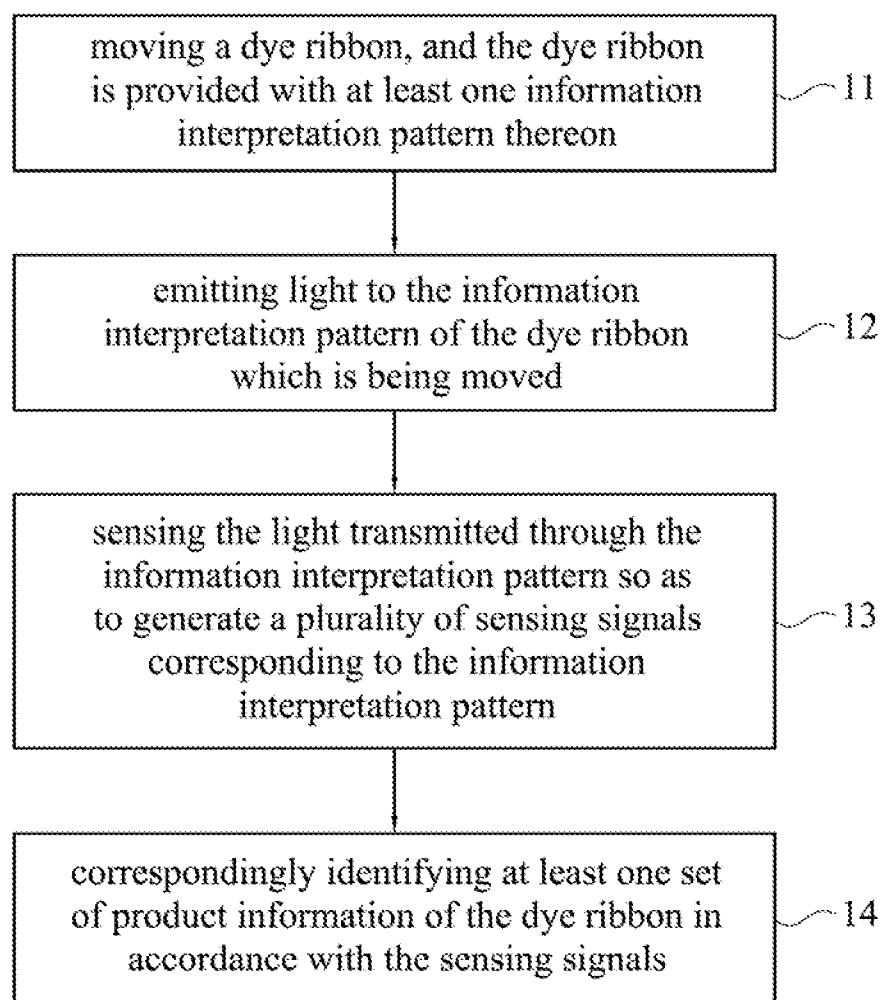 moving a dye ribbon, and the dye ribbon
is provided with at least one information
interpretation pattern thereon
11
emitting light to the information
interpretation pattern of the dye ribbon
which is being moved
12
sensing the light transmitted through the
information interpretation pattern so as
to generate a plurality of sensing signals
corresponding to the information
interpretation pattern
13
correspondingly identifying at least one set
of product information of the dye ribbon in
accordance with the sensing signals
14